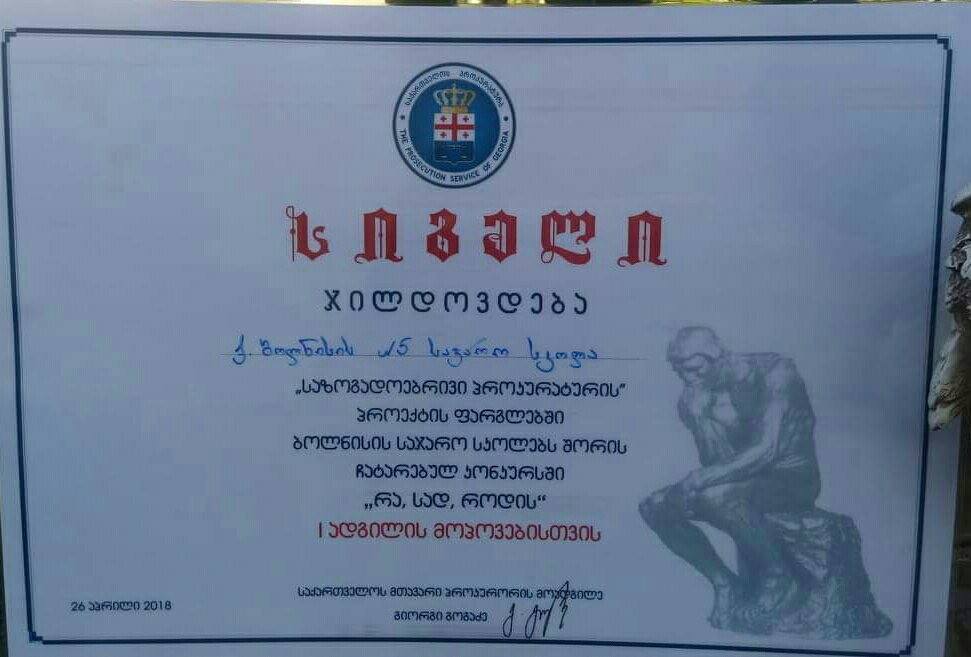 საქართველოს პროკურატურა
THE PROSECUTION SERVICE OF GEORGIA
სიგელი
ჯილდოვდება
ქ. ბოლნისის N5 საჯარო სკოლა
„საზოგადოებრივი პროკურატურის“
პროექტის ფარგლებში
ბოლნისის საჯარო სკოლებს შორის
ჩატარებულ კონკურსში
„რა, სად, როდის“
I ადგილის მოპოვებისთვის
საქართველოს მთავარი პროკურორის მოადგილე
გიორგი გოგაძე
26 აპრილი 2018